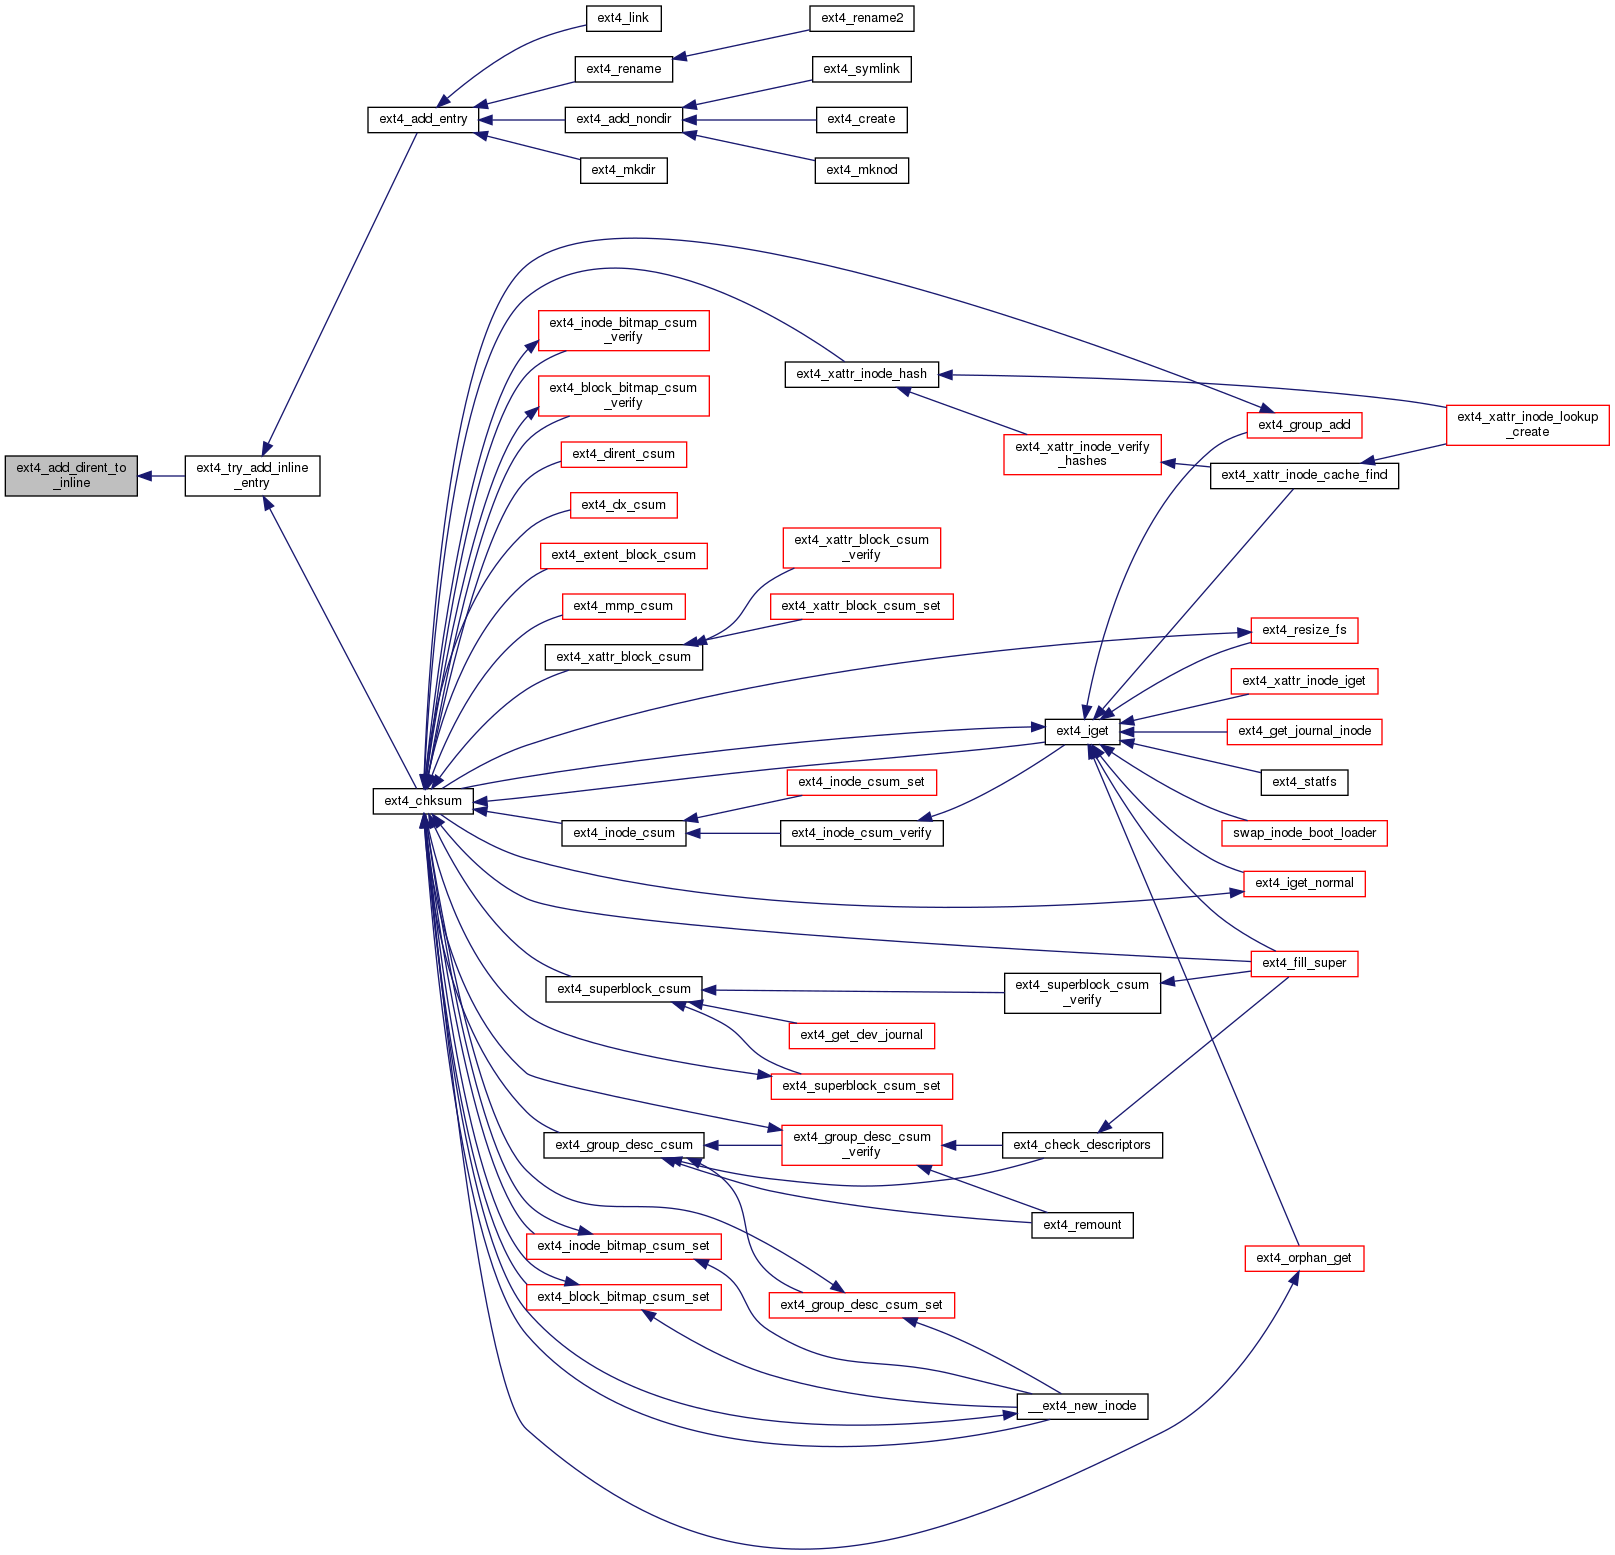 ext4_link
ext4_rename2
ext4_rename
ext4_symlink
ext4_add_entry
ext4_add_nondir
ext4_create
ext4_mkdir
ext4_mknod
ext4_inode_bitmap_csum
_verify
ext4_xattr_inode_hash
ext4_block_bitmap_csum
_verify
ext4_xattr_inode_lookup
_create
ext4_group_add
ext4_dirent_csum
ext4_xattr_inode_verify
_hashes
ext4_add_dirent_to
_inline
ext4_try_add_inline
_entry
ext4_xattr_inode_cache_find
ext4_dx_csum
ext4_extent_block_csum
ext4_xattr_block_csum
_verify
ext4_mmp_csum
ext4_xattr_block_csum_set
ext4_resize_fs
ext4_xattr_block_csum
ext4_xattr_inode_iget
ext4_iget
ext4_get_journal_inode
ext4_inode_csum_set
ext4_statfs
ext4_chksum
ext4_inode_csum
ext4_inode_csum_verify
swap_inode_boot_loader
ext4_iget_normal
ext4_fill_super
ext4_superblock_csum
ext4_superblock_csum
_verify
ext4_get_dev_journal
ext4_superblock_csum_set
ext4_group_desc_csum
ext4_group_desc_csum
_verify
ext4_check_descriptors
ext4_remount
ext4_inode_bitmap_csum_set
ext4_orphan_get
ext4_block_bitmap_csum_set
ext4_group_desc_csum_set
__ext4_new_inode